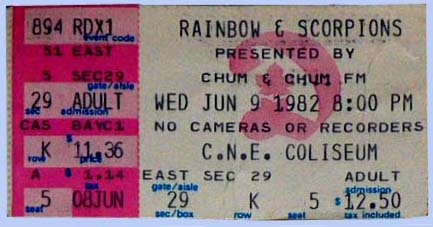 894 RDX1
event code
51 EAST
5 SEC29
gate/aisle
29 ADULT
sec admission
CAS BAYC1
K $ 11.36
row price
A $ 1.14
tax
5 08JUN
seat
RAINBOW & SCORPIONS
PRESENTED BY
CHUM & CHUM FM
WED JUN 9 1982 8:00 PM
NO CAMERAS OR RECORDERS
C.N.E. COLISEUM
EAST SEC 29 ADULT
gate/aisle admission
29 K 5 $12.50
sec/box row seat tax included